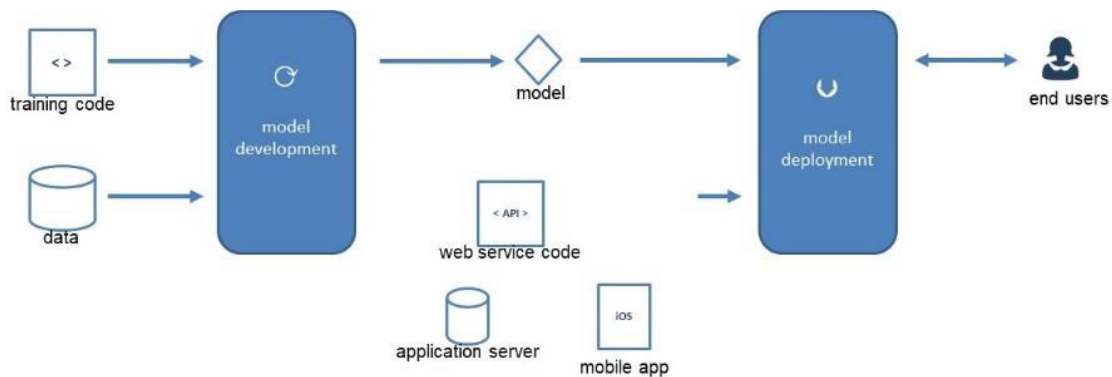 < >
training code
data
model
development
model
< API >
web service code
application server
iOS
mobile app
model
deployment
end users